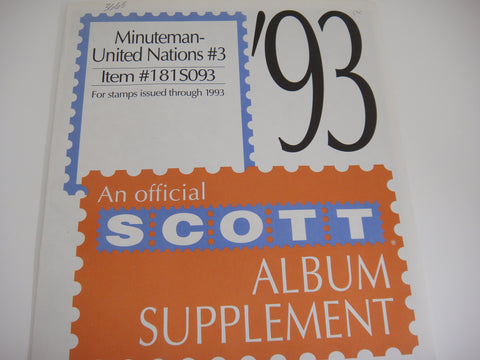 Minuteman-
United Nations #3
Item #181S093
For stamps issued through 1993
'93
An official
SCOTT®
ALBUM
SUPPLEMENT